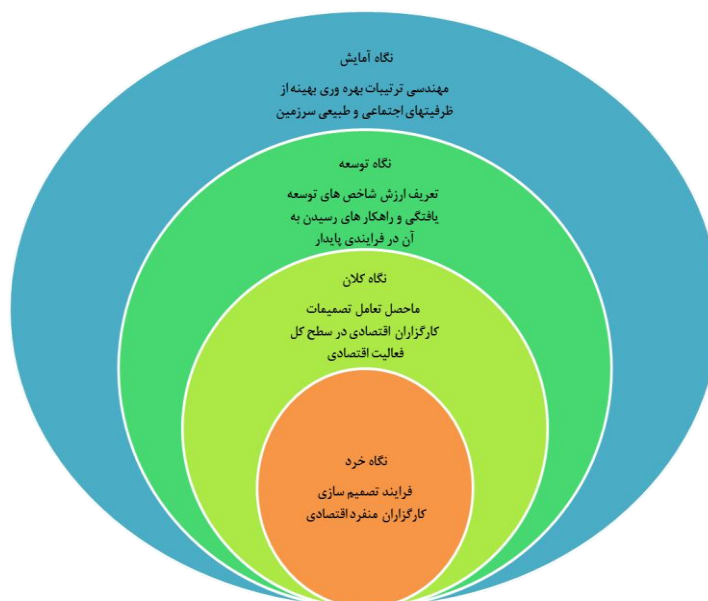 نگاه آمایش
مهندسی ترتیبات بهره وری بهینه از
ظرفیتهای اجتماعی و طبیعی سرزمین
نگاه توسعه
تعریف ارزش شاخص های توسعه
یافتگی و راهکار های رسیدن به
آن در فرایندی پایدار
نگاه کلان
ماحصل تعامل تصمیمات
کارگزاران اقتصادی در سطح کل
فعالیت اقتصادی
نگاه خرد
فرایند تصمیم سازی
کارگزاران منفرد اقتصادی